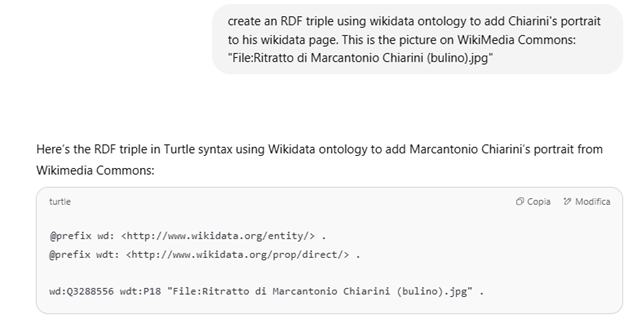 create an RDF triple using wikidata ontology to add Chiarini's portrait
to his wikidata page. This is the picture on WikiMedia Commons:
"File:Ritratto di Marcantonio Chiarini (bulino).jpg"
Here's the RDF triple in Turtle syntax using Wikidata ontology to add Marcantonio Chiarini's portrait from
Wikimedia Commons:
turtle Copia Modifica
@prefix wd: <http://www.wikidata.org/entity/> .
@prefix wdt: <http://www.wikidata.org/prop/direct/> .
wd:Q3288556 wdt:P18 "File:Ritratto di Marcantonio Chiarini (bulino).jpg" .